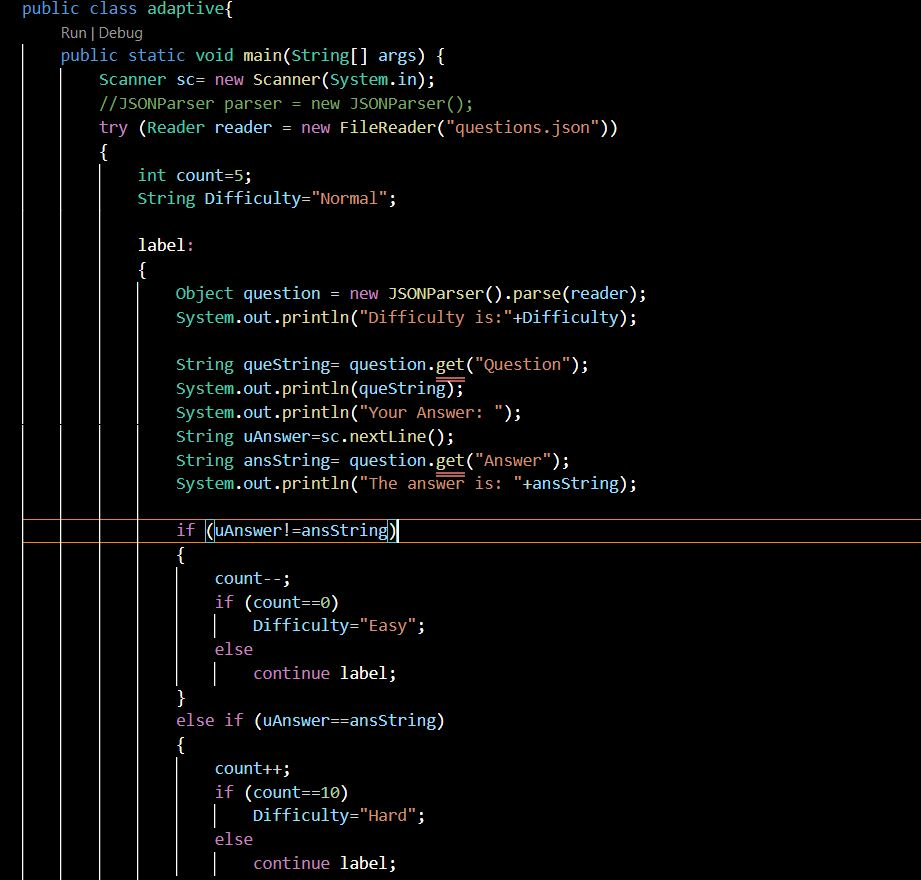 public class adaptive{
Run | Debug
public static void main(String[] args) {
Scanner sc= new Scanner(System.in);
//JSONParser parser = new JSONParser();
try (Reader reader = new FileReader("questions.json"))
{
int count=5;
String Difficulty="Normal";
label:
{
Object question = new JSONParser().parse(reader);
System.out.println("Difficulty is:"+Difficulty);
String queString= question.get("Question");
System.out.println(queString);
System.out.println("Your Answer: ");
String uAnswer=sc.nextLine();
String ansString= question.get("Answer");
System.out.println("The answer is: "+ansString);
if (uAnswer!=ansString)
{
count--;
if (count==0)
Difficulty="Easy";
else
continue label;
}
else if (uAnswer==ansString)
{
count++;
if (count==10)
Difficulty="Hard";
else
continue label;